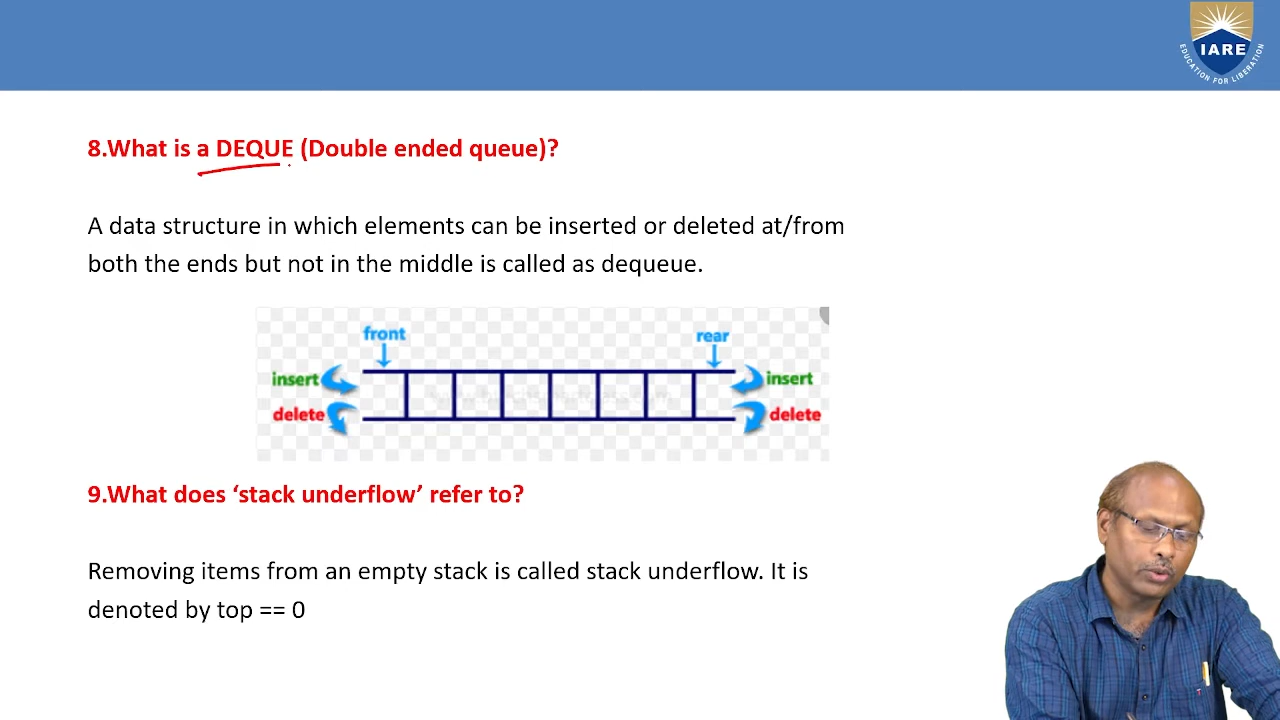 IARE
EDUCATION FOR LIBERATION
8.What is a DEQUE (Double ended queue)?
A data structure in which elements can be inserted or deleted at/from
both the ends but not in the middle is called as dequeue.
front
rear
insert
insert
delete
delete
9.What does ‘stack underflow’ refer to?
Removing items from an empty stack is called stack underflow. It is
denoted by top == 0